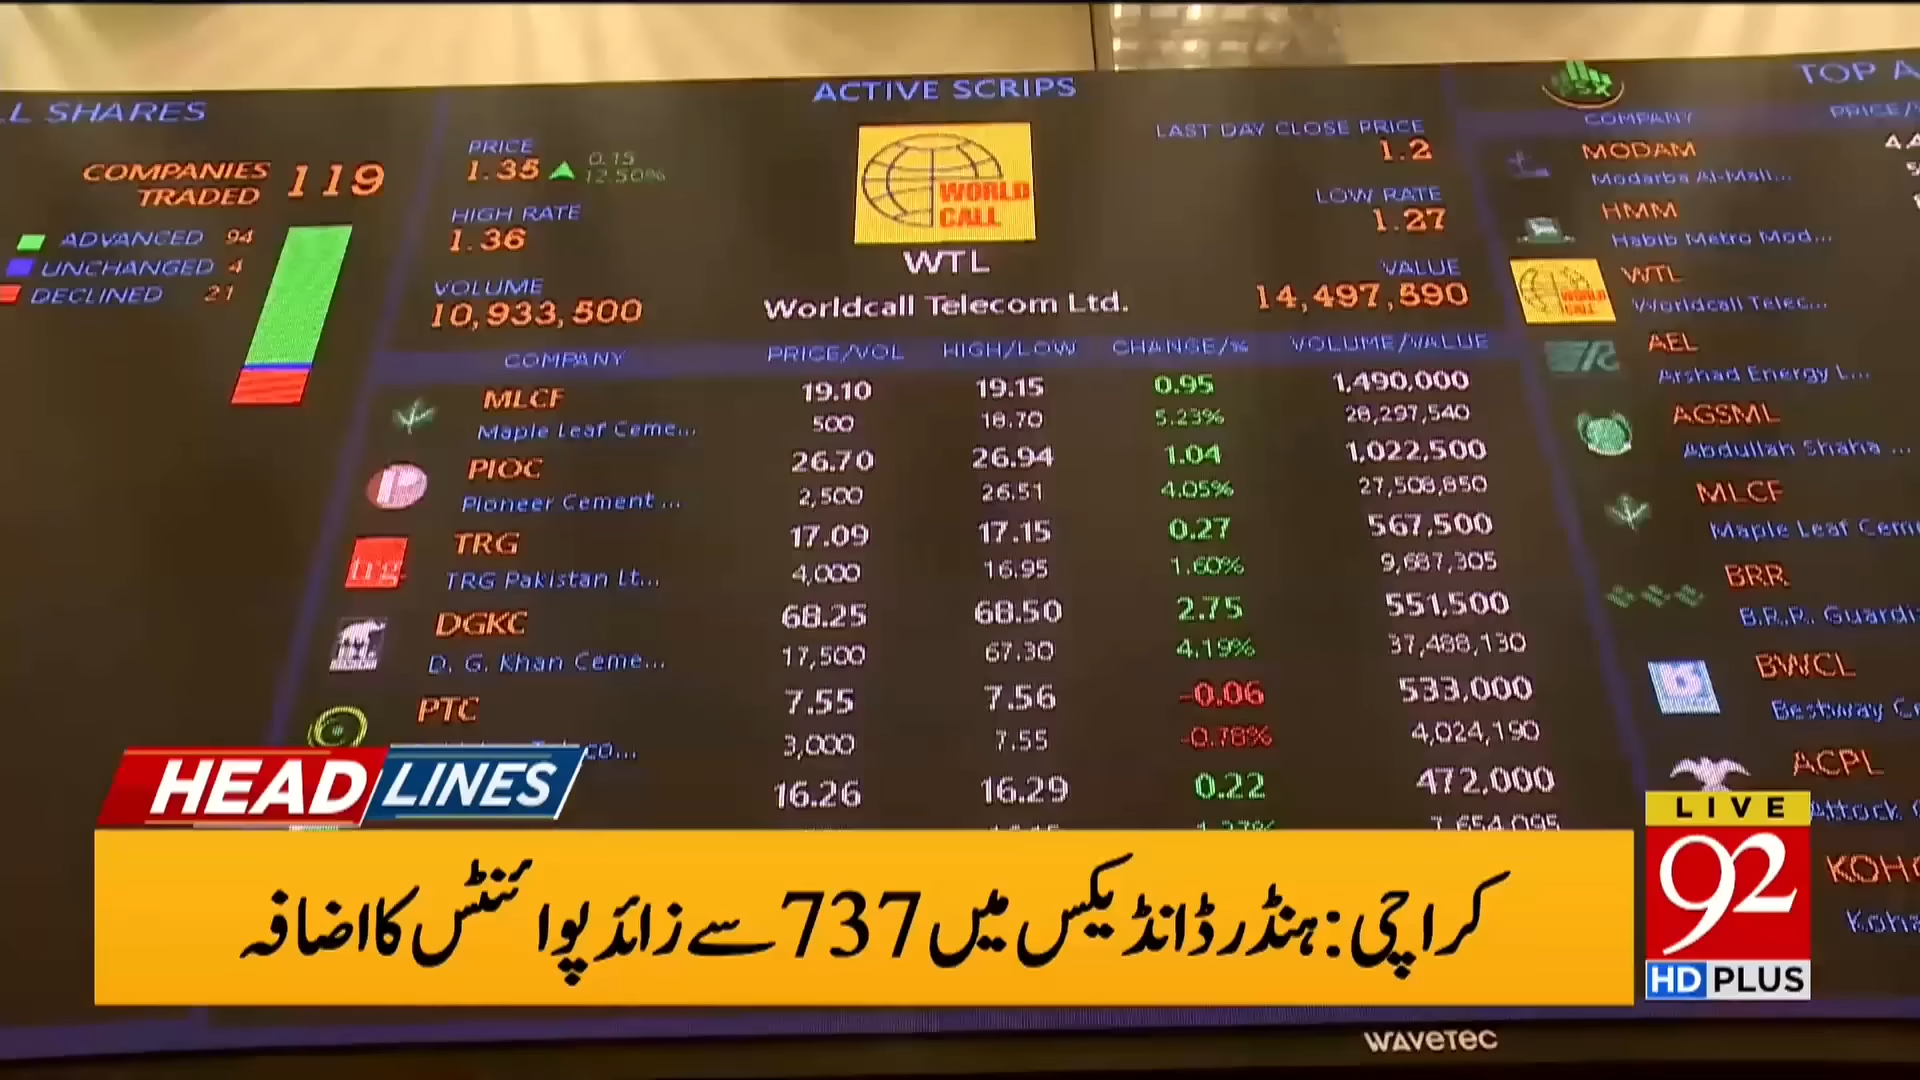 LL SHARES
COMPANIES TRADED 119
ADVANCED 94
UNCHANGED 4
DECLINED 21
ACTIVE SCRIPS
PRICE
1.35 0.15
12.50%
HIGH RATE
1.36
VOLUME
10,933,500
WORLD CALL
WTL
Worldcall Telecom Ltd.
LAST DAY CLOSE PRICE
1.2
LOW RATE
1.27
VALUE
14,497,590
COMPANY PRICE/VOL HIGH/LOW CHANGE/% VOLUME/VALUE
MLCF 19.10 19.15 0.95 1,490,000
Maple Leaf Ceme... 500 18.70 5.23% 28,297,540
PIOC 26.70 26.94 1.04 1,022,500
Pioneer Cement ... 2,500 26.51 4.05% 27,508,850
trg
TRG 17.09 17.15 0.27 567,500
TRG Pakistan Lt... 4,000 16.95 1.60% 9,687,305
DGKC 68.25 68.50 2.75 551,500
D. G. Khan Ceme... 17,500 67.30 4.19% 37,488,130
PTC 7.55 7.56 -0.06 533,000
co... 3,000 7.55 -0.78% 4,024,190
16.26 16.29 0.22 472,000
7,654,095
TOP A
COMPANY PRICE/
MODAM
Modarba Al-Mali...
HMM
Habib Metro Mod...
WTL
Worldcall Telec...
AEL
Arshad Energy L...
AGSML
Abdullah Shaha ...
MLCF
Maple Leaf Cem
BRR
B.R.R. Guardi
BWCL
Bestway Ce
ACPL
Attock
KOHC
Koha
HEADLINES
کراچی: ہنڈرڈ انڈیکس میں 737 سے زائد پوائنٹس کا اضافہ
LIVE
92
HD PLUS
WAVETEC